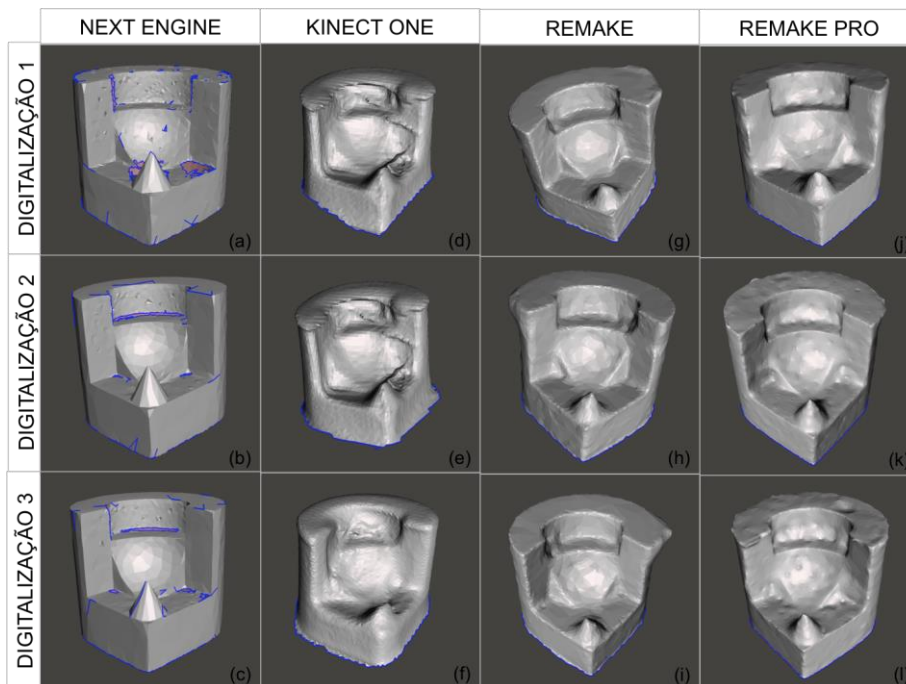 NEXT ENGINE
KINECT ONE
REMAKE
REMAKE PRO
DIGITALIZAÇÃO 1
(a)
(d)
(g)
(j)
DIGITALIZAÇÃO 2
(b)
(e)
(h)
(k)
DIGITALIZAÇÃO 3
(c)
(f)
(i)
(l)